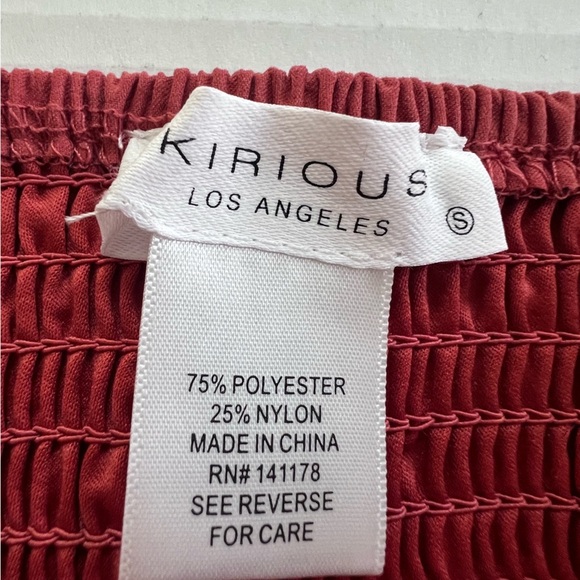 KIRIOUS
LOS ANGELES
S
75% POLYESTER
25% NYLON
MADE IN CHINA
RN# 141178
SEE REVERSE
FOR CARE